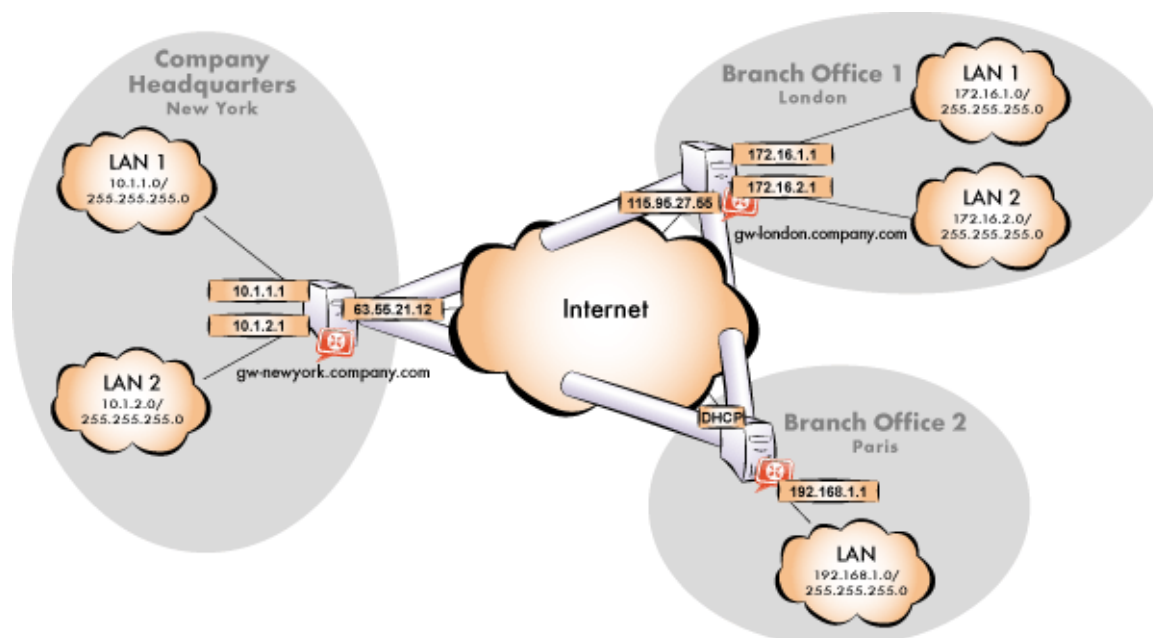 Company
Headquarters
New York
LAN 1
10.1.1.0/
255.255.255.0
10.1.1.1
10.1.2.1
63.55.21.12
gw-newyork.company.com
LAN 2
10.1.2.0/
255.255.255.0
Internet
Branch Office 1
London
LAN 1
172.16.1.0/
255.255.255.0
172.16.1.1
172.16.2.1
115.95.27.55
gw-london.company.com
LAN 2
172.16.2.0/
255.255.255.0
Branch Office 2
Paris
DHCP
192.168.1.1
LAN
192.168.1.0/
255.255.255.0